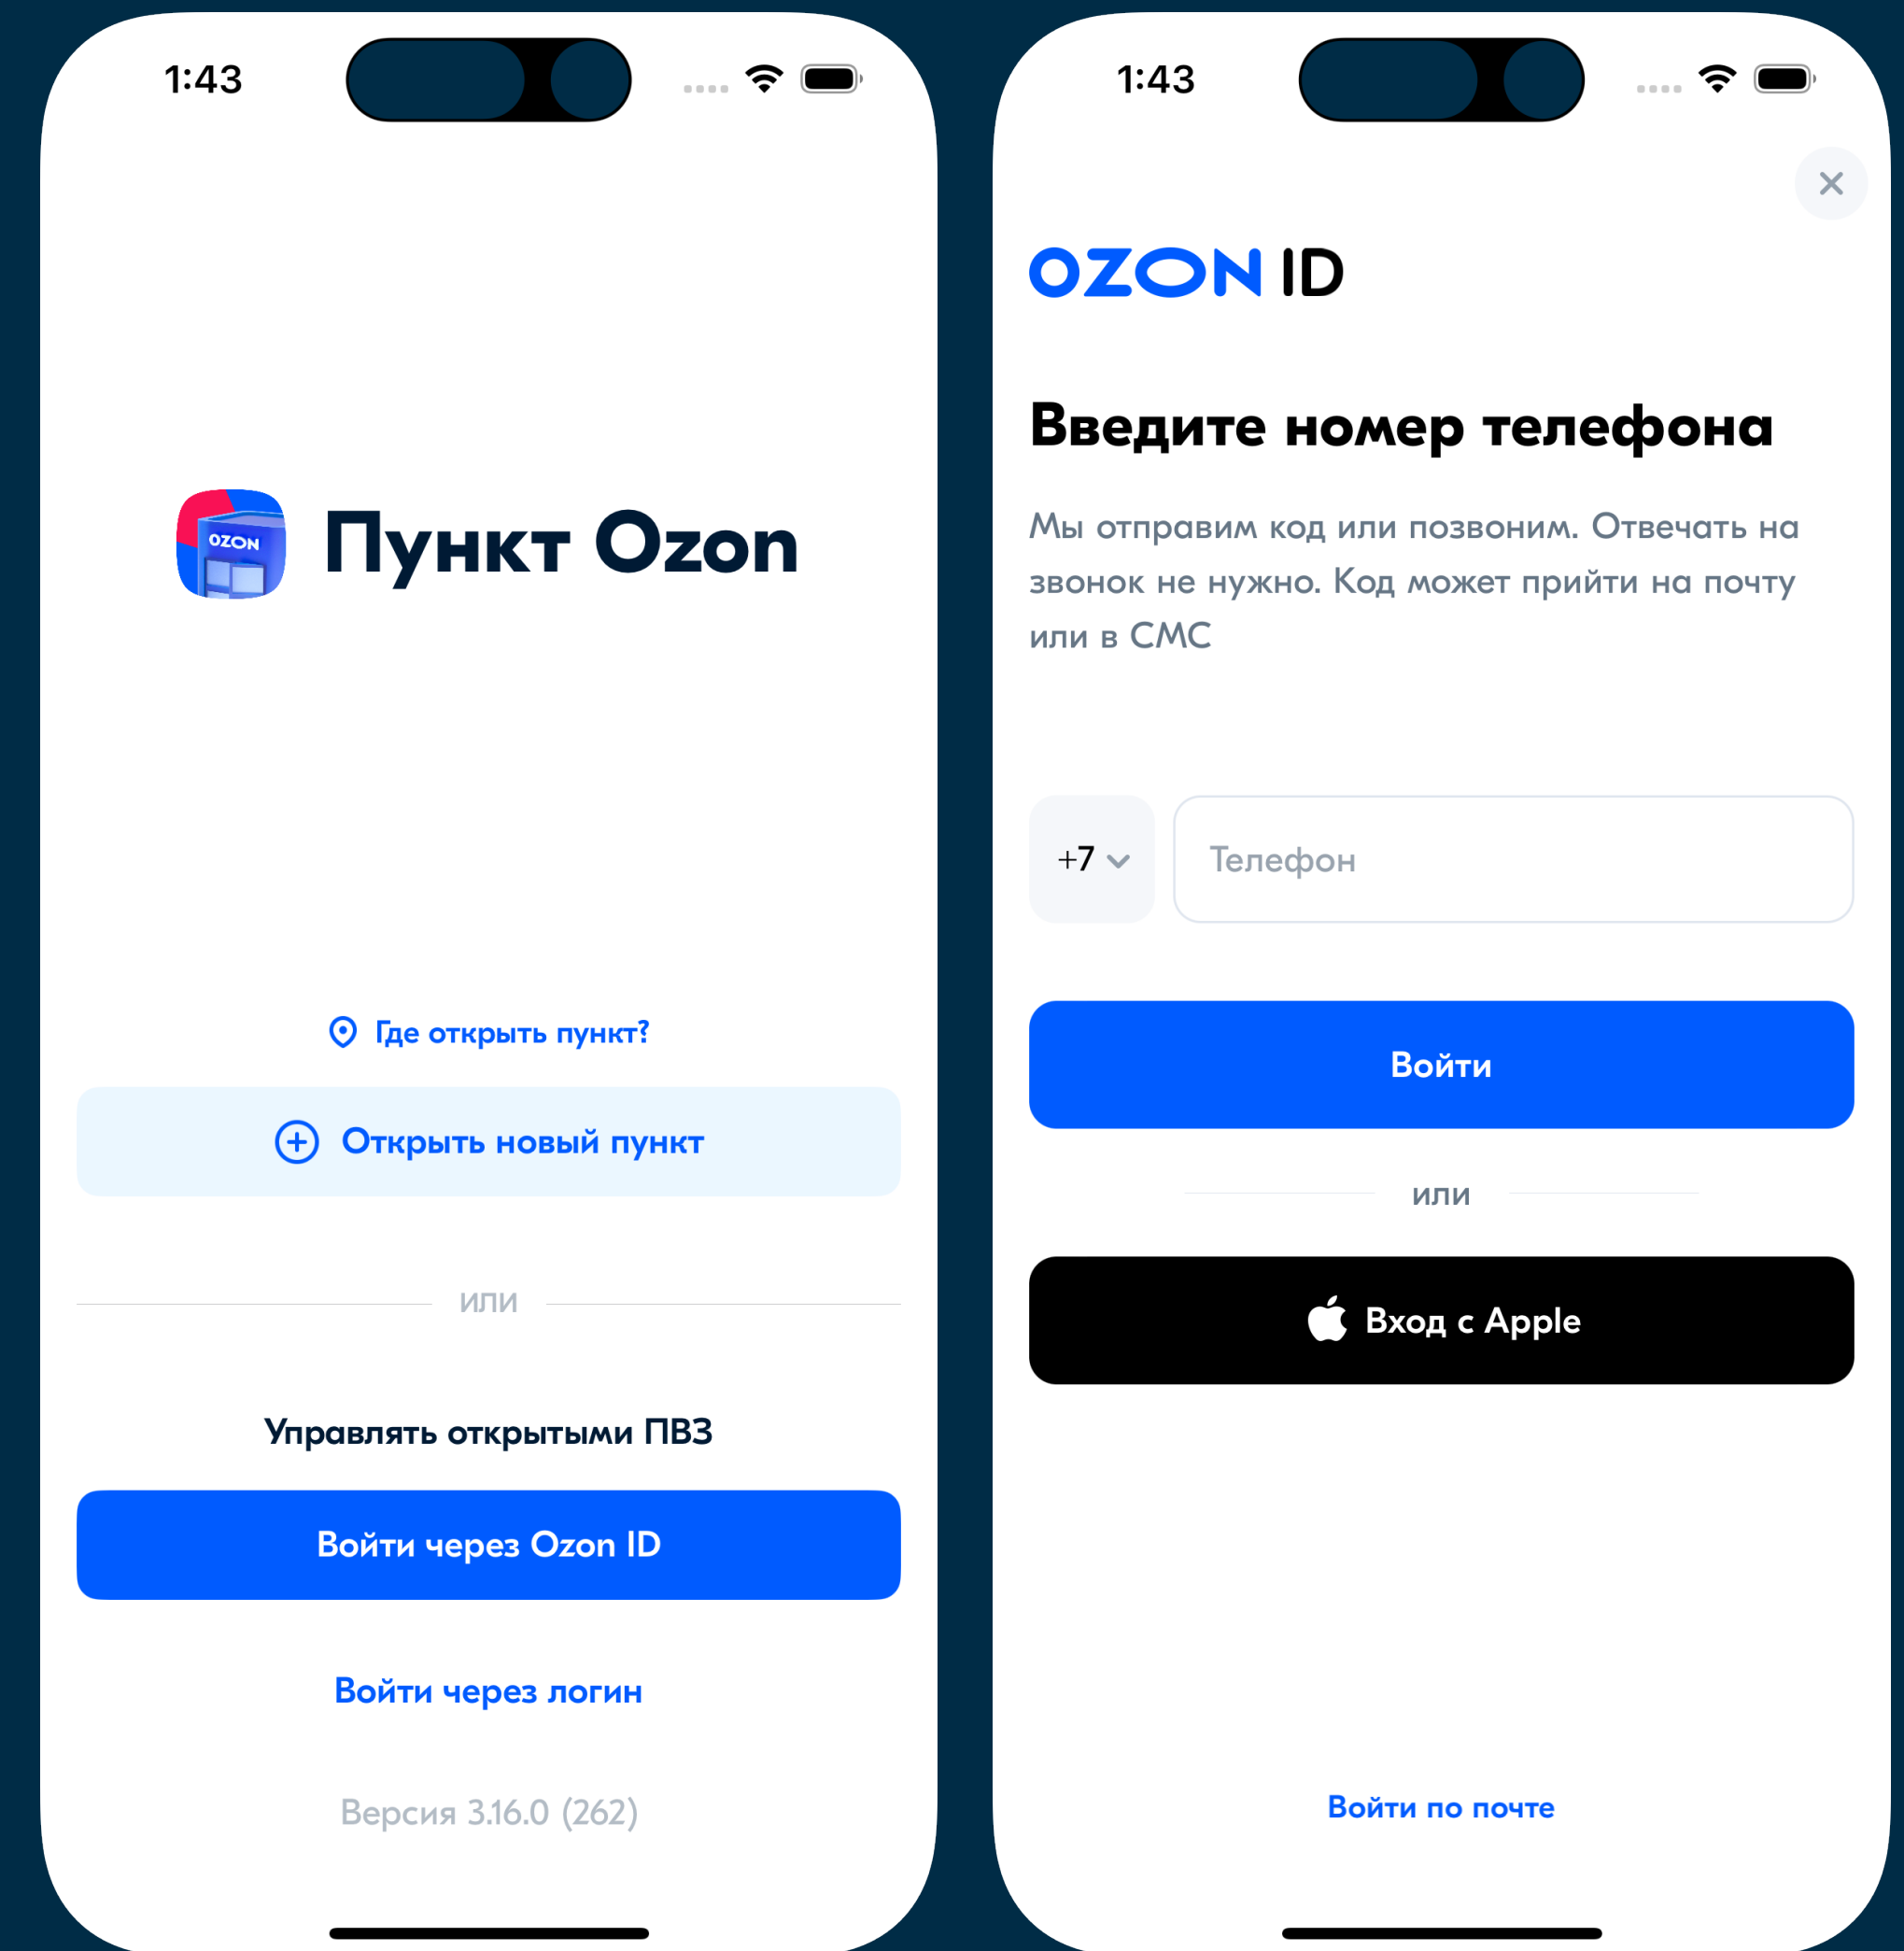 1:43
OZON
Пункт Ozon
Где открыть пункт?
Открыть новый пункт
или
Управлять открытыми ПВЗ
Войти через Ozon ID
Войти через логин
Версия 3.16.0 (262)
1:43
OZON ID
Введите номер телефона
Мы отправим код или позвоним. Отвечать на
звонок не нужно. Код может прийти на почту
или в СМС
+7
Телефон
Войти
или
Вход с Apple
Войти по почте